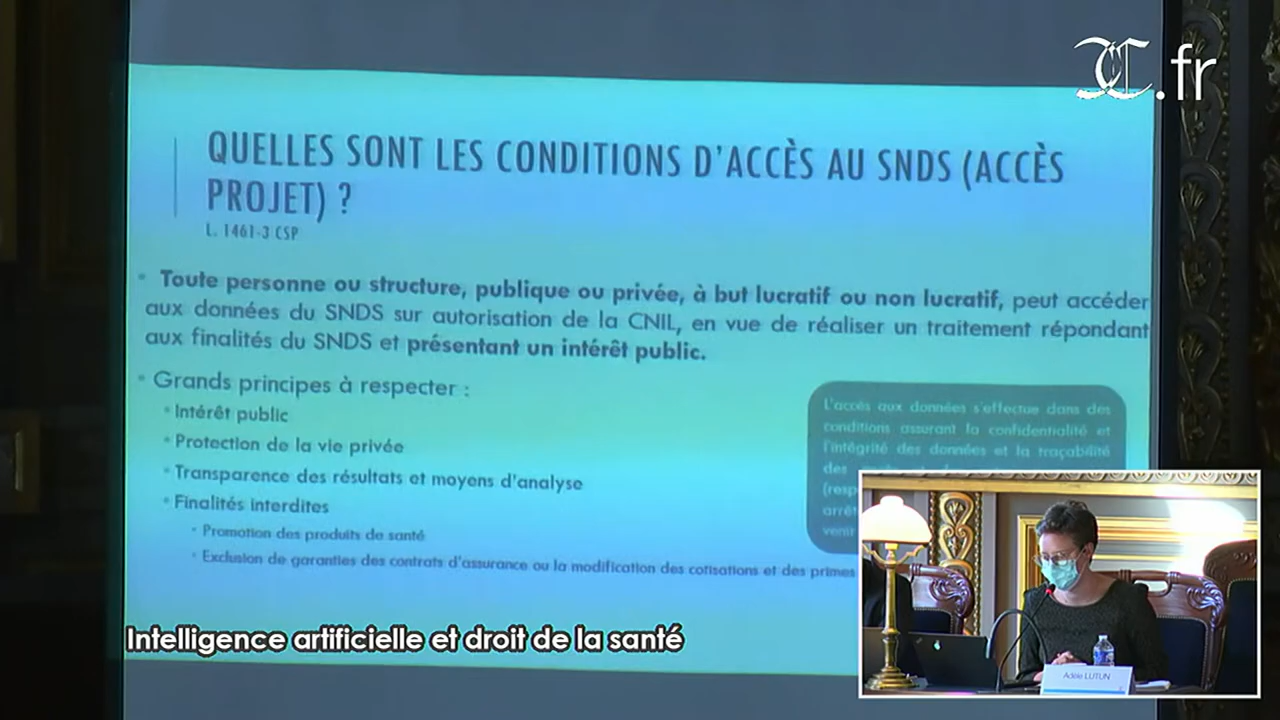 .fr
QUELLES SONT LES CONDITIONS D'ACCÈS AU SNDS (ACCÈS
PROJET) ?
L. 1461-3 CSP
• Toute personne ou structure, publique ou privée, à but lucratif ou non lucratif, peut accéder
aux données du SNDS sur autorisation de la CNIL, en vue de réaliser un traitement répondant
aux finalités du SNDS et présentant un intérêt public.
• Grands principes à respecter :
• Intérêt public
• Protection de la vie privée
• Transparence des résultats et moyens d'analyse
• Finalités interdites
• Promotion des produits de santé
• Exclusion de garanties des contrats d'assurance ou la modification des cotisations et des primes
L'accès aux données s'effectue dans des
conditions assurant la confidentialité et
l'intégrité des données et la traçabilité
des
(resp
arrêt
venir
Intelligence artificielle et droit de la santé
Adèle LUTUN